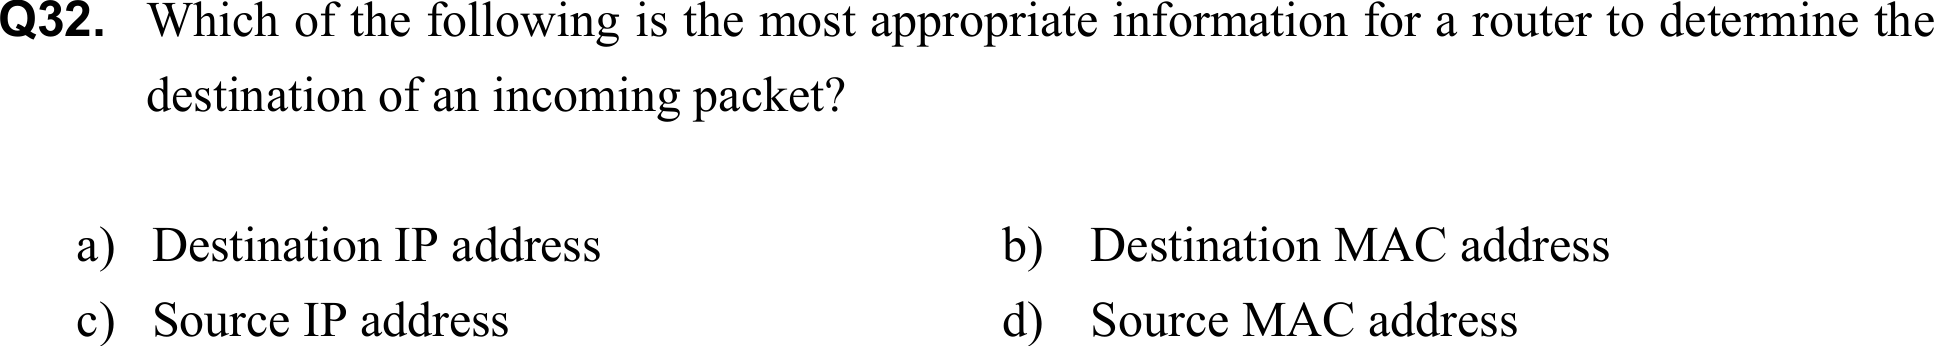 Q32. Which of the following is the most appropriate information for a router to determine the
destination of an incoming packet?
a) Destination IP address b) Destination MAC address
c) Source IP address d) Source MAC address